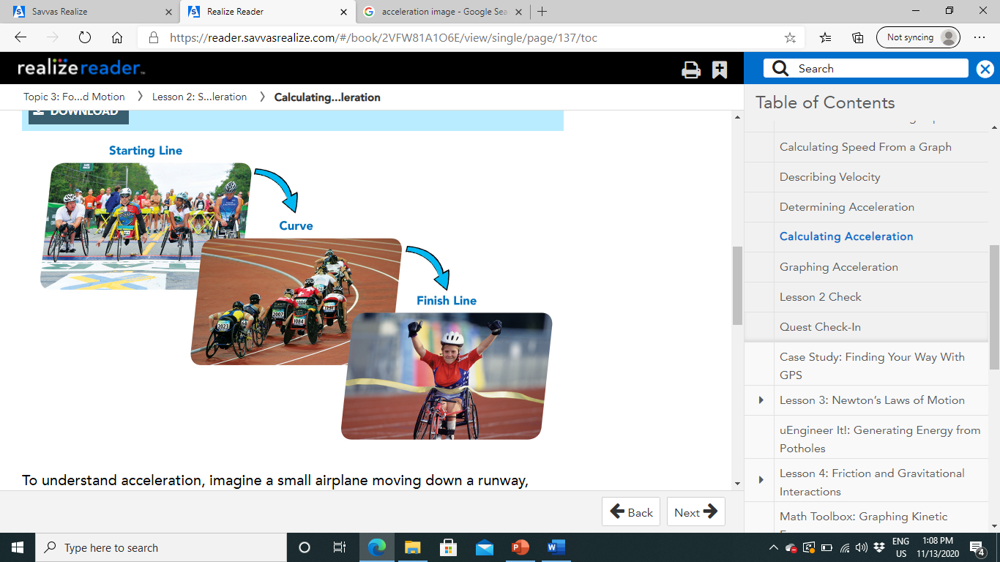 Savvas Realize
Realize Reader
acceleration image - Google Sea
https://reader.savvasrealize.com/#/book/2VFW81A1O6E/view/single/page/137/toc
Not syncing
realizereader
Search
Topic 3: Fo...d Motion
Lesson 2: S...leration
Calculating...leration
Table of Contents
DOWNLOAD
Starting Line
Curve
2023
64
2007
1084
1291
Finish Line
To understand acceleration, imagine a small airplane moving down a runway,
Calculating Speed From a Graph
Describing Velocity
Determining Acceleration
Calculating Acceleration
Graphing Acceleration
Lesson 2 Check
Quest Check-In
Case Study: Finding Your Way With
GPS
Lesson 3: Newton's Laws of Motion
uEngineer It!: Generating Energy from
Potholes
Lesson 4: Friction and Gravitational
Interactions
Math Toolbox: Graphing Kinetic
Back
Next
Type here to search
ENG
US
1:08 PM
11/13/2020
4